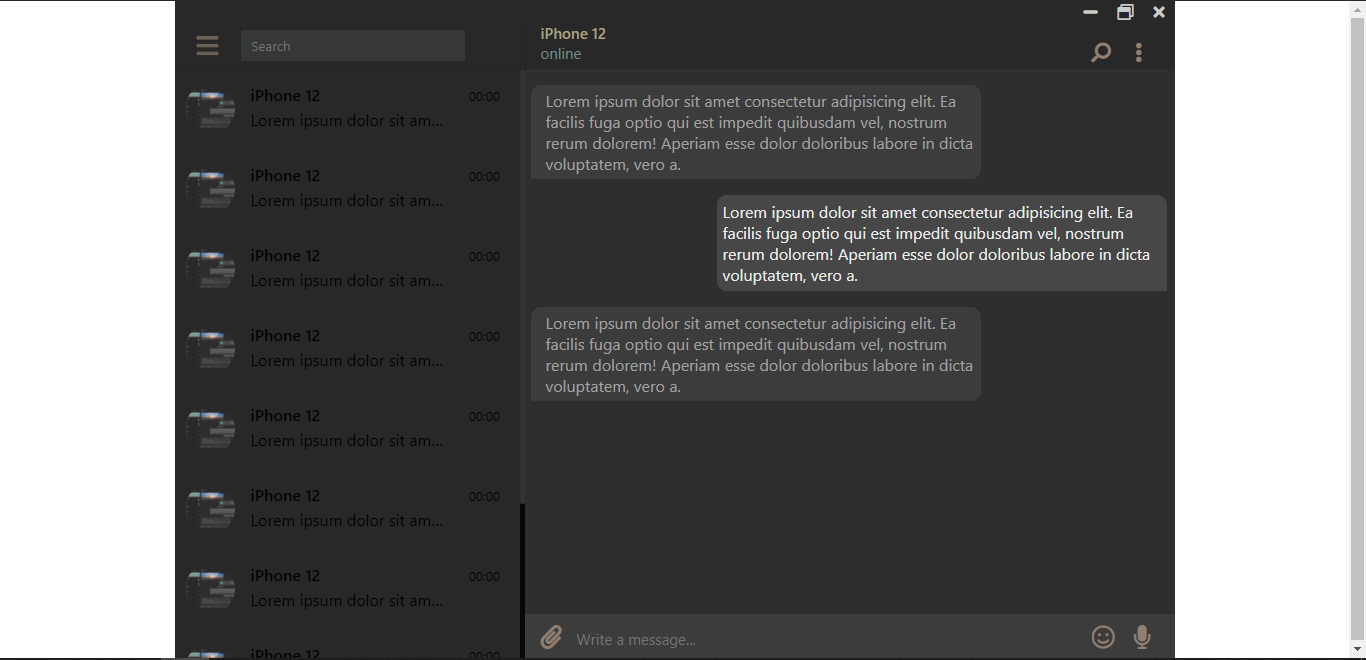 Search
iPhone 12
online
iPhone 12
00:00
Lorem ipsum dolor sit am...
iPhone 12
00:00
Lorem ipsum dolor sit am...
iPhone 12
00:00
Lorem ipsum dolor sit am...
iPhone 12
00:00
Lorem ipsum dolor sit am...
iPhone 12
00:00
Lorem ipsum dolor sit am...
iPhone 12
00:00
Lorem ipsum dolor sit am...
iPhone 12
00:00
Lorem ipsum dolor sit am...
iPhone 12
00:00
Lorem ipsum dolor sit amet consectetur adipisicing elit. Ea
facilis fuga optio qui est impedit quibusdam vel, nostrum
rerum dolorem! Aperiam esse dolor doloribus labore in dicta
voluptatem, vero a.
Lorem ipsum dolor sit amet consectetur adipisicing elit. Ea
facilis fuga optio qui est impedit quibusdam vel, nostrum
rerum dolorem! Aperiam esse dolor doloribus labore in dicta
voluptatem, vero a.
Lorem ipsum dolor sit amet consectetur adipisicing elit. Ea
facilis fuga optio qui est impedit quibusdam vel, nostrum
rerum dolorem! Aperiam esse dolor doloribus labore in dicta
voluptatem, vero a.
Write a message...